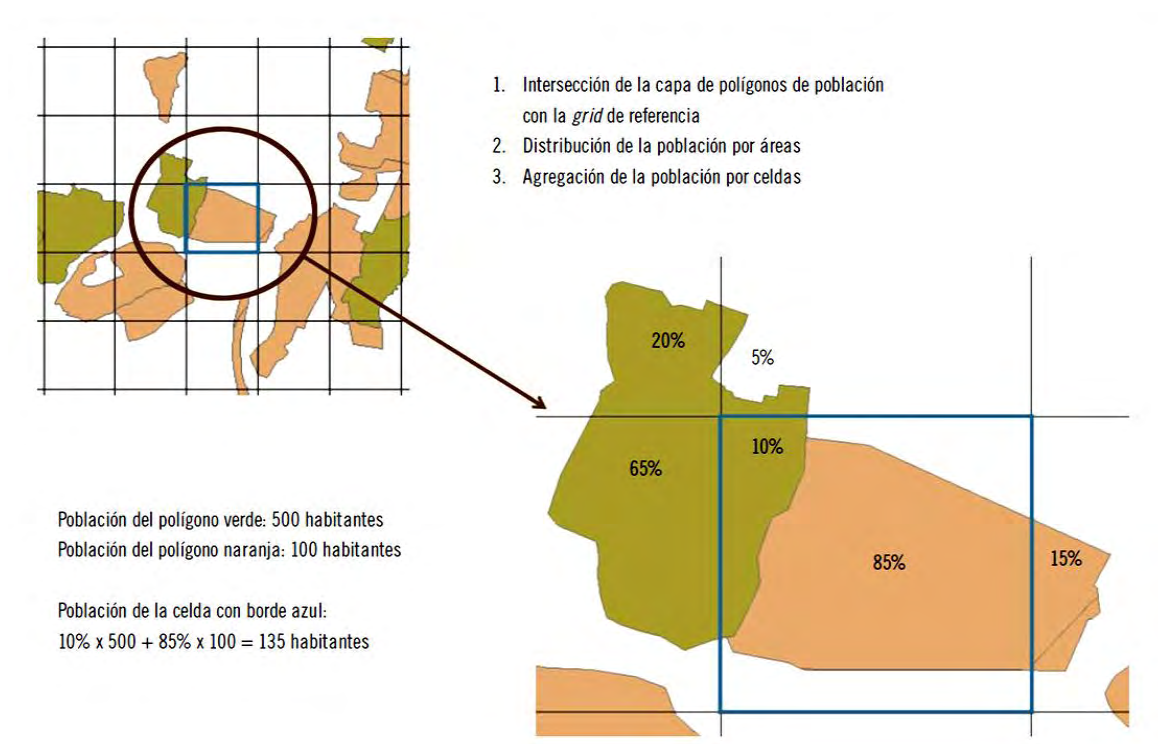 1. Intersección de la capa de polígonos de población
con la grid de referencia
2. Distribución de la población por áreas
3. Agregación de la población por celdas
20%
5%
10%
65%
85%
15%
Población del polígono verde: 500 habitantes
Población del polígono naranja: 100 habitantes
Población de la celda con borde azul:
10% x 500 + 85% x 100 = 135 habitantes